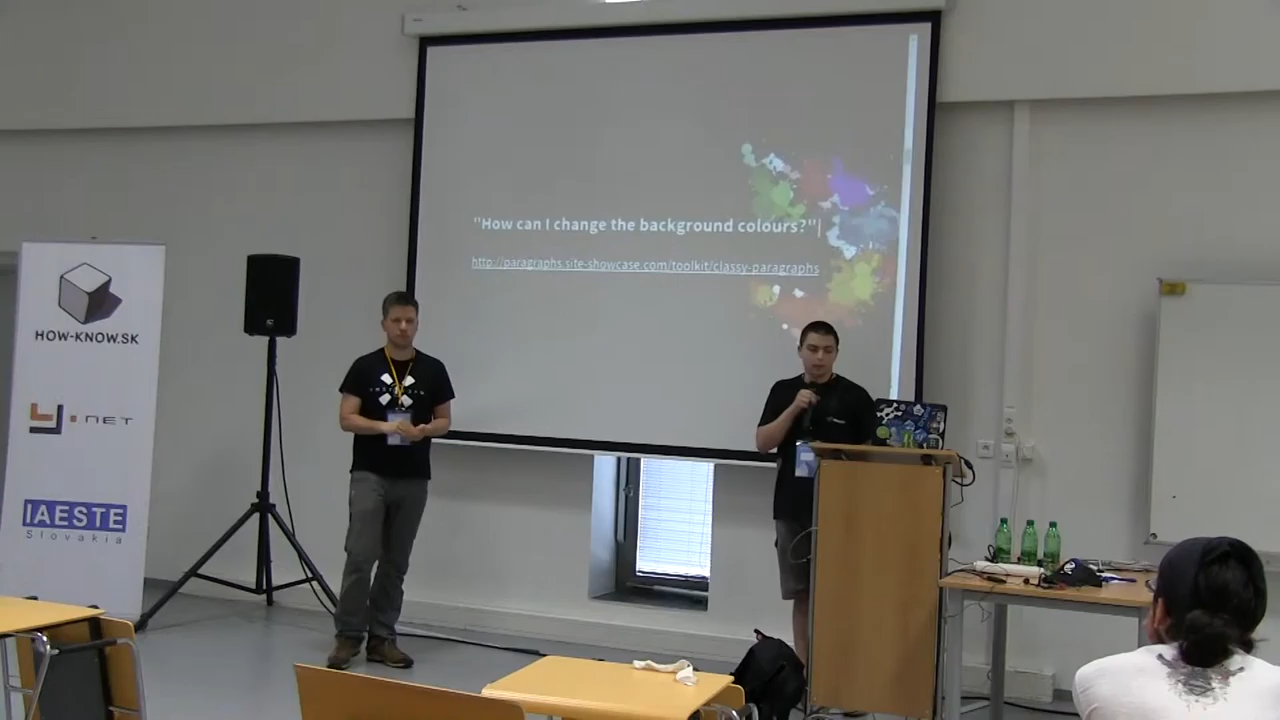 "How can I change the background colours?"
http://paragraphs.site-showcase.com/toolkit/classy-paragraphs
HOW-KNOW.SK
.NET
IAESTE
Slovakia